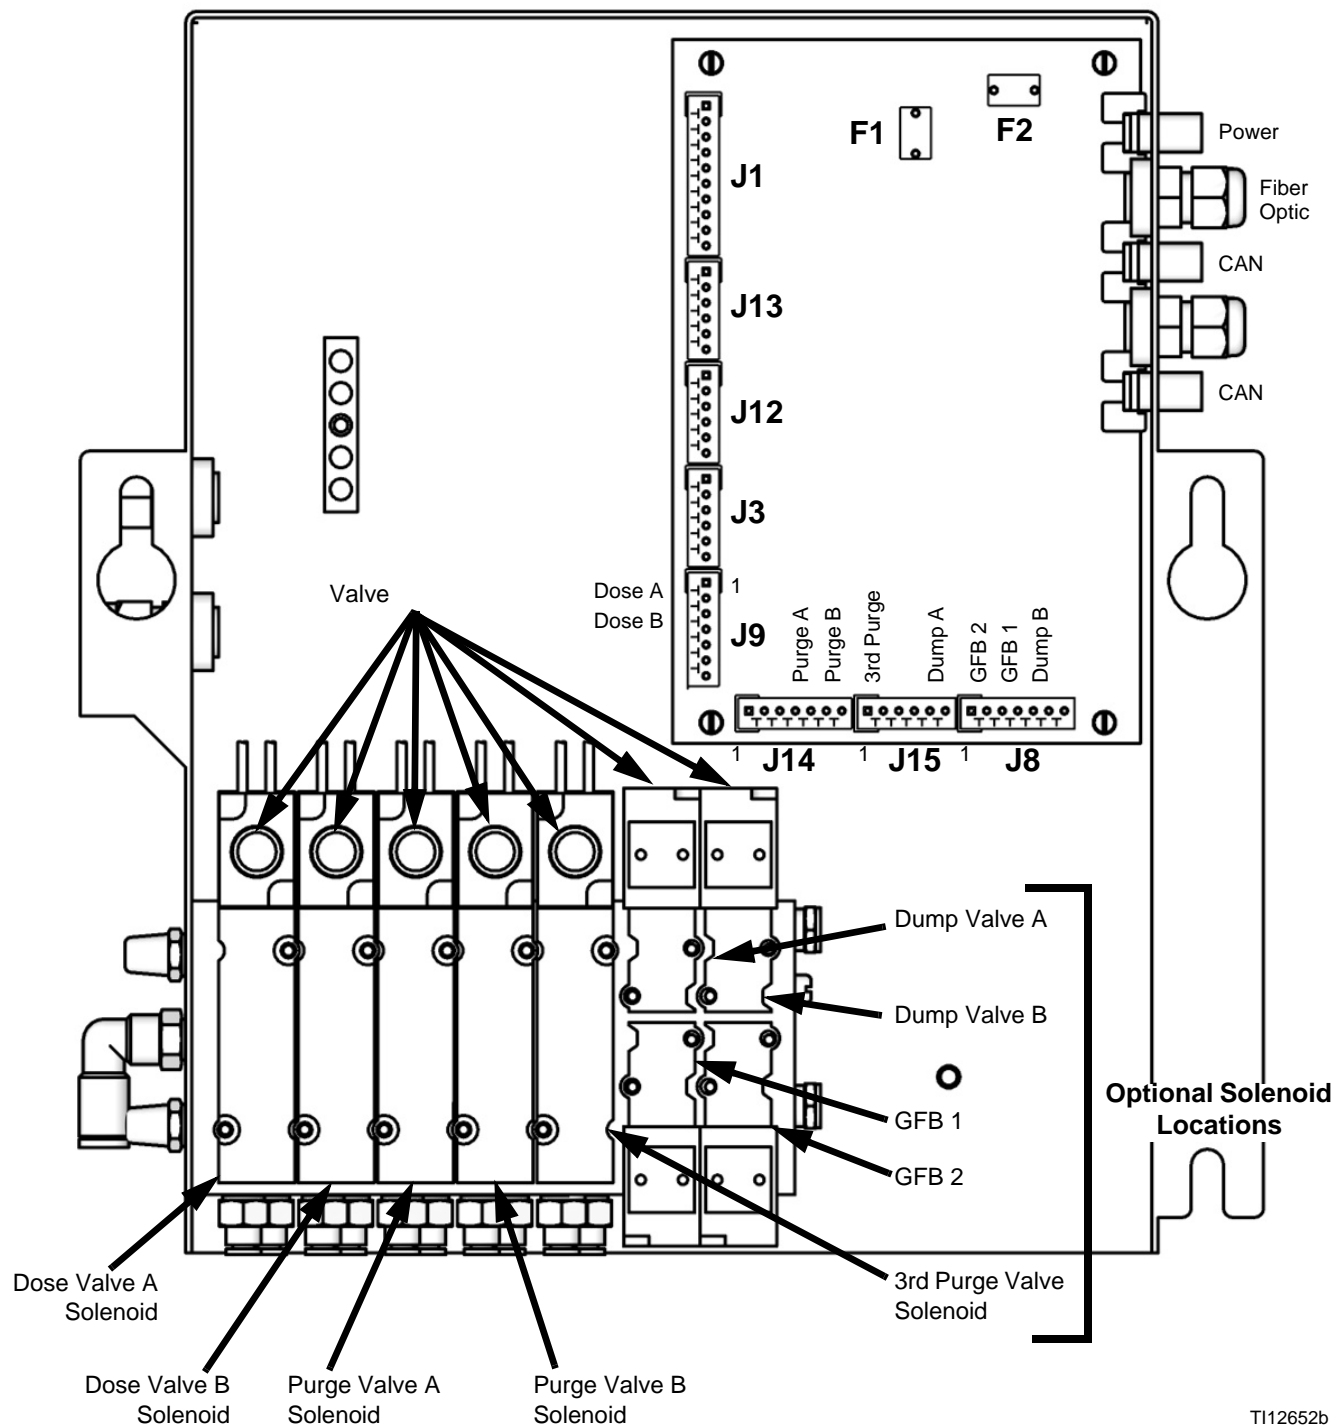 F1
F2
Power
J1
Fiber
Optic
CAN
J13
J12
CAN
J3
Valve
Dose A
1
Dose B
J9
Purge A
Purge B
3rd Purge
Dump A
GFB 2
GFB 1
Dump B
1
J14
1
J15
1
J8
Dump Valve A
Dump Valve B
Optional Solenoid
Locations
GFB 1
GFB 2
Dose Valve A
Solenoid
3rd Purge Valve
Solenoid
Dose Valve B
Solenoid
Purge Valve A
Solenoid
Purge Valve B
Solenoid
TI12652b